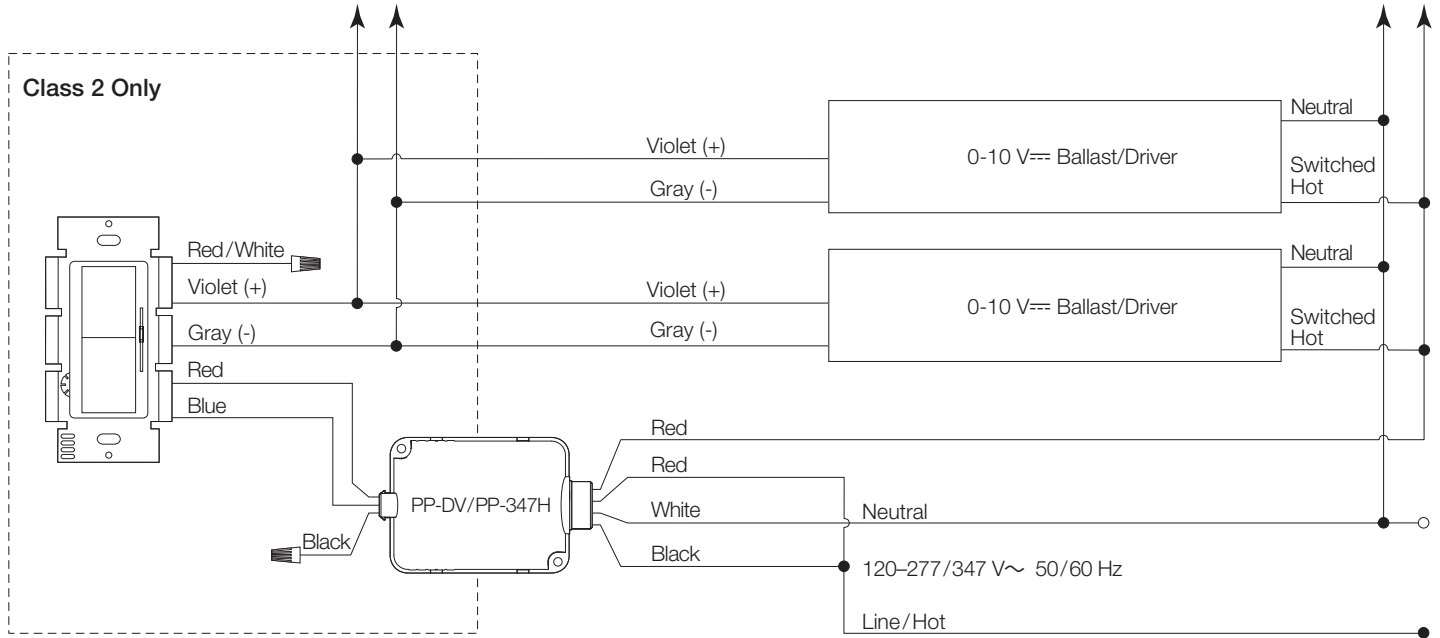 Class 2 Only
Neutral
Violet (+)
0-10 V⎓ Ballast/Driver
Switched
Hot
Gray (-)
Red/White
Neutral
Violet (+)
Violet (+)
0-10 V⎓ Ballast/Driver
Switched
Hot
Gray (-)
Gray (-)
Red
Blue
Red
Red
PP-DV/PP-347H
White
Neutral
Black
Black
120–277/347 V～ 50/60 Hz
Line/Hot